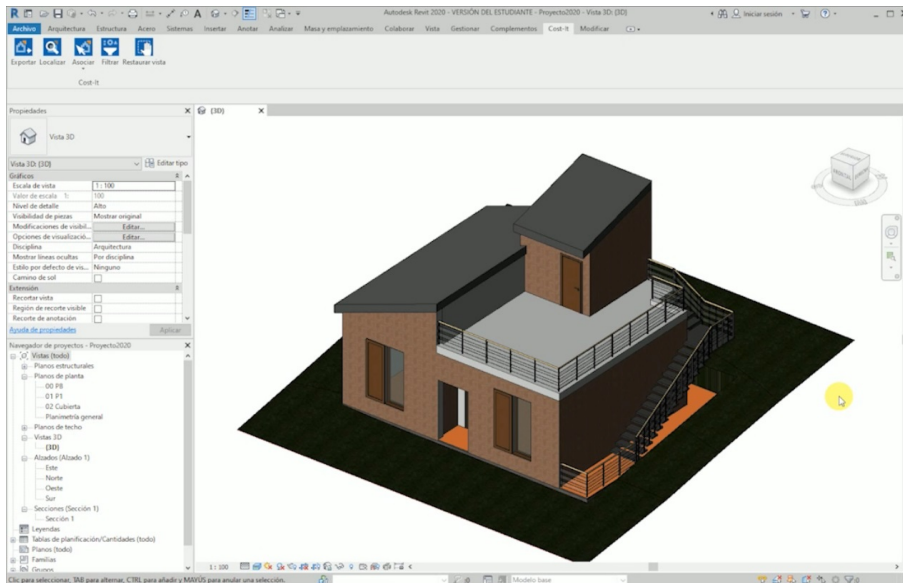 Autodesk Revit 2020 - VERSIÓN DEL ESTUDIANTE - Proyecto2020 - Vista 3D: {3D}
Iniciar sesión
Archivo Arquitectura Estructura Acero Sistemas Insertar Anotar Analizar Masa y emplazamiento Colaborar Vista Gestionar Complementos Cost-It Modificar
Exportar Localizar Asociar Filtrar Restaurar vista
Cost-It
Propiedades
{3D}
Vista 3D
Vista 3D: {3D}
Editar tipo
Gráficos
Escala de vista 1 : 100
Valor de escala 1: 100
Nivel de detalle Alto
Visibilidad de piezas Mostrar original
Modificaciones de visibil... Editar...
Opciones de visualizació... Editar...
Disciplina Arquitectura
Mostrar líneas ocultas Por disciplina
Estilo por defecto de vis... Ninguno
Camino de sol
Extensión
Recortar vista
Región de recorte visible
Recorte de anotación
Ayuda de propiedades Aplicar
Navegador de proyectos - Proyecto2020
Vistas (todo)
Planos estructurales
Planos de planta
00 PB
01 P1
02 Cubierta
Planimetría general
Planos de techo
Vistas 3D
{3D}
Alzados (Alzado 1)
Este
Norte
Oeste
Sur
Secciones (Sección 1)
Sección 1
Leyendas
Tablas de planificación/Cantidades (todo)
Planos (todo)
Familias
Grupos
1 : 100
Clic para seleccionar, TAB para alternar, CTRL para añadir y MAYÚS para anular una selección.
Modelo base